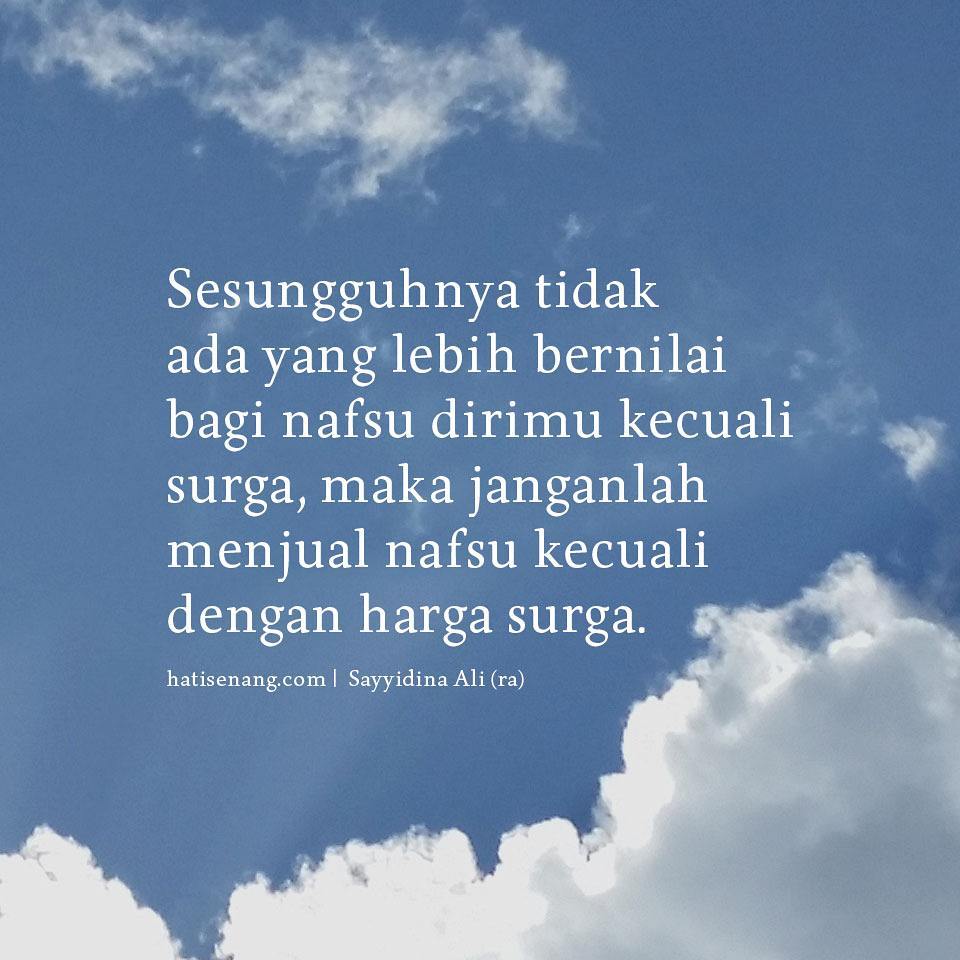 Sesungguhnya tidak
ada yang lebih bernilai
bagi nafsu dirimu kecuali
surga, maka janganlah
menjual nafsu kecuali
dengan harga surga.
hatisenang.com | Sayyidina Ali (ra)